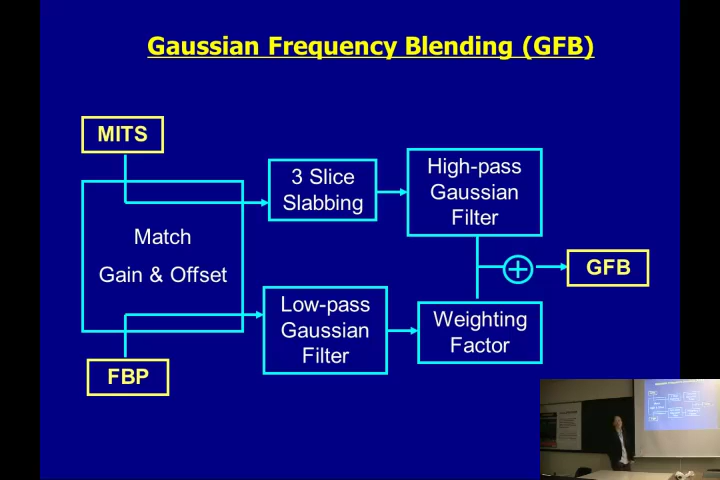 Gaussian Frequency Blending (GFB)
MITS
3 Slice
Slabbing
High-pass
Gaussian
Filter
Match
Gain & Offset
GFB
Low-pass
Gaussian
Filter
Weighting
Factor
FBP